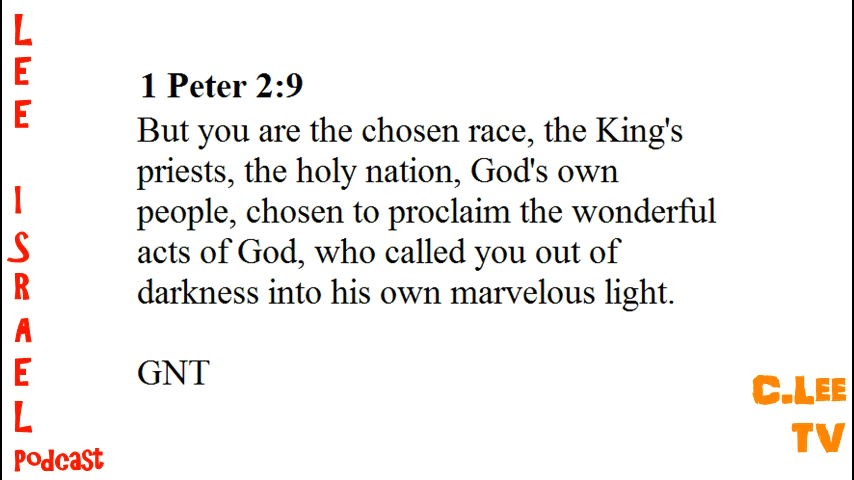 LEE ISRAEL
Podcast
1 Peter 2:9
But you are the chosen race, the King's
priests, the holy nation, God's own
people, chosen to proclaim the wonderful
acts of God, who called you out of
darkness into his own marvelous light.
GNT
C.LEE
TV